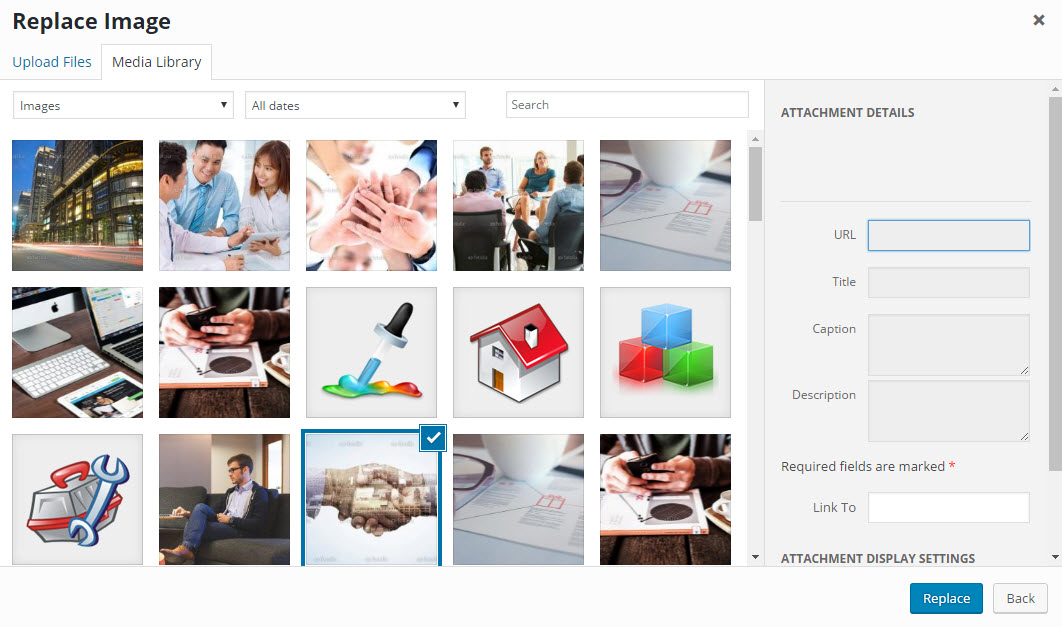 Replace Image
×
Upload Files
Media Library
Images
All dates
Search
ATTACHMENT DETAILS
URL
Title
Caption
Description
Required fields are marked *
Link To
ATTACHMENT DISPLAY SETTINGS
Replace
Back